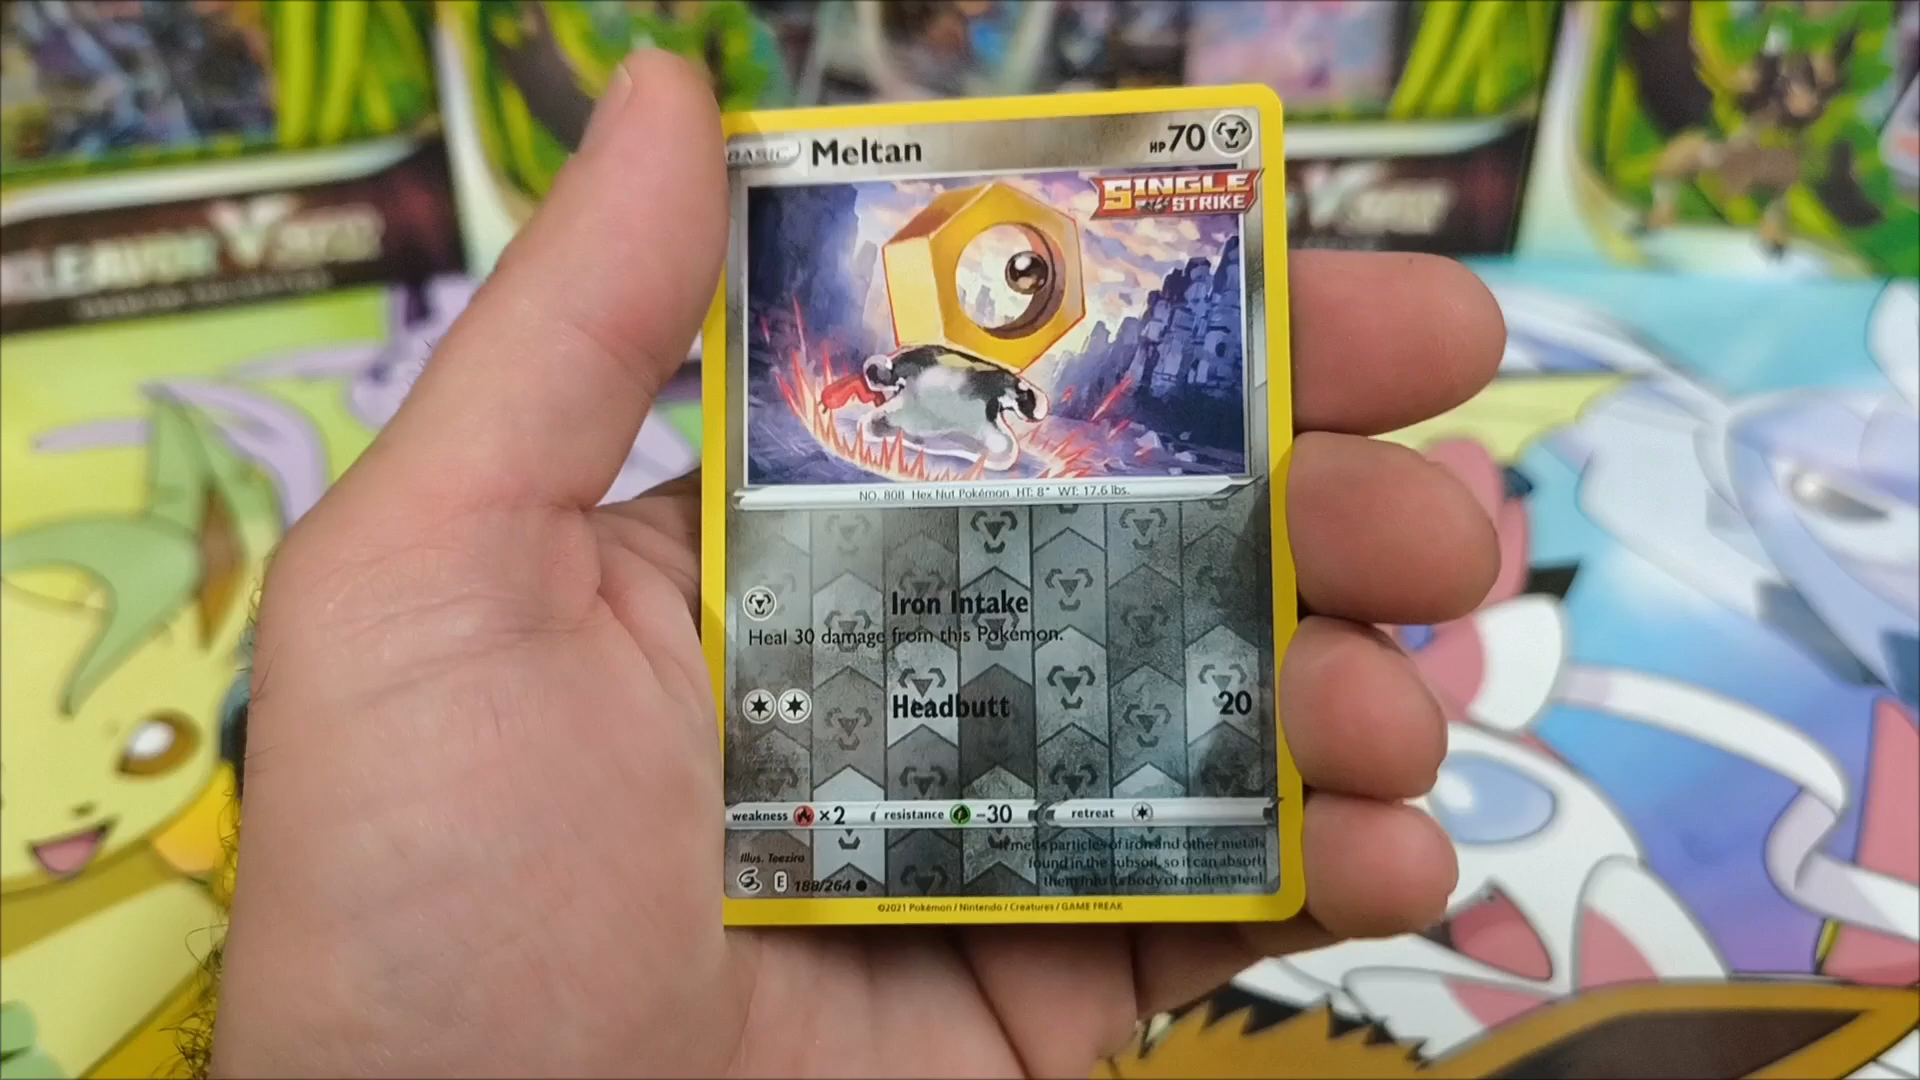 BASIC Meltan HP 70
SINGLE
STRIKE
NO. 808 Hex Nut Pokémon HT: 8" WT: 17.6 lbs.
Iron Intake
Heal 30 damage from this Pokémon.
Headbutt 20
weakness ×2 resistance -30 retreat
Illus. Teeziro
It melts particles of iron and other metals
found in the subsoil, so it can absorb
them into its body of molten steel.
E 188/264
©2021 Pokémon / Nintendo / Creatures / GAME FREAK
KLEAVOR V